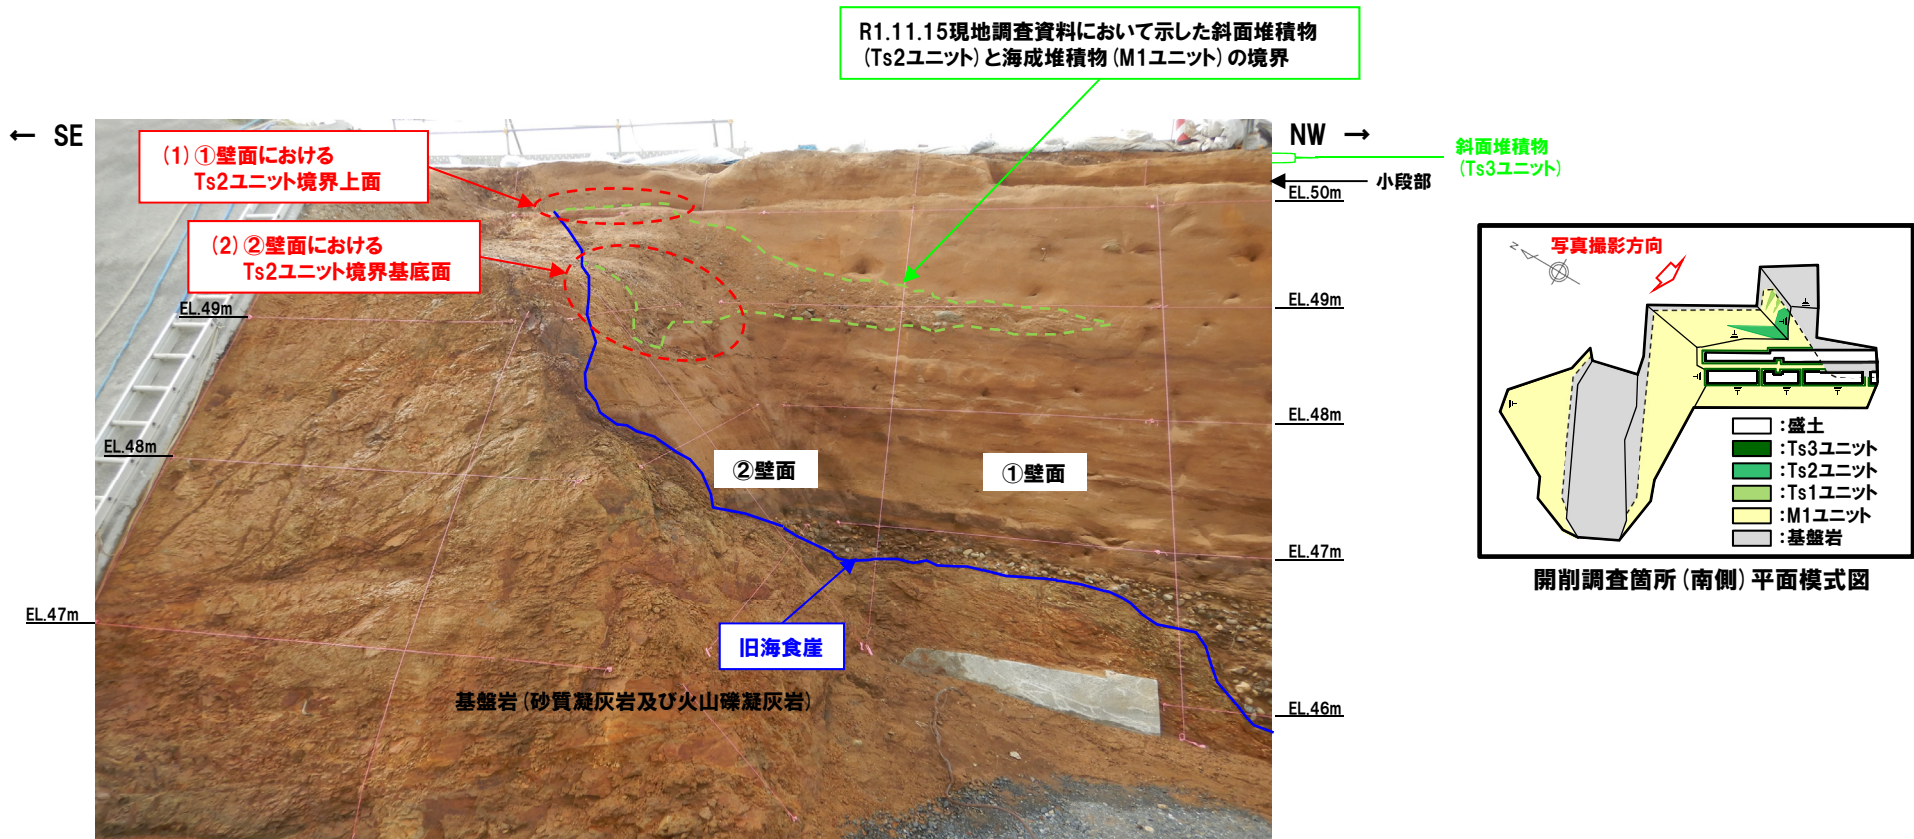 R1.11.15現地調査資料において示した斜面堆積物
(Ts2ユニット)と海成堆積物(M1ユニット)の境界
← SE
NW →
(1)①壁面における
Ts2ユニット境界上面
(2)②壁面における
Ts2ユニット境界基底面
斜面堆積物
(Ts3ユニット)
小段部
EL.50m
EL.49m
EL.48m
EL.47m
EL.46m
EL.49m
EL.48m
EL.47m
②壁面
①壁面
旧海食崖
基盤岩(砂質凝灰岩及び火山礫凝灰岩)
写真撮影方向
N
:盛土
:Ts3ユニット
:Ts2ユニット
:Ts1ユニット
:M1ユニット
:基盤岩
開削調査箇所(南側)平面模式図